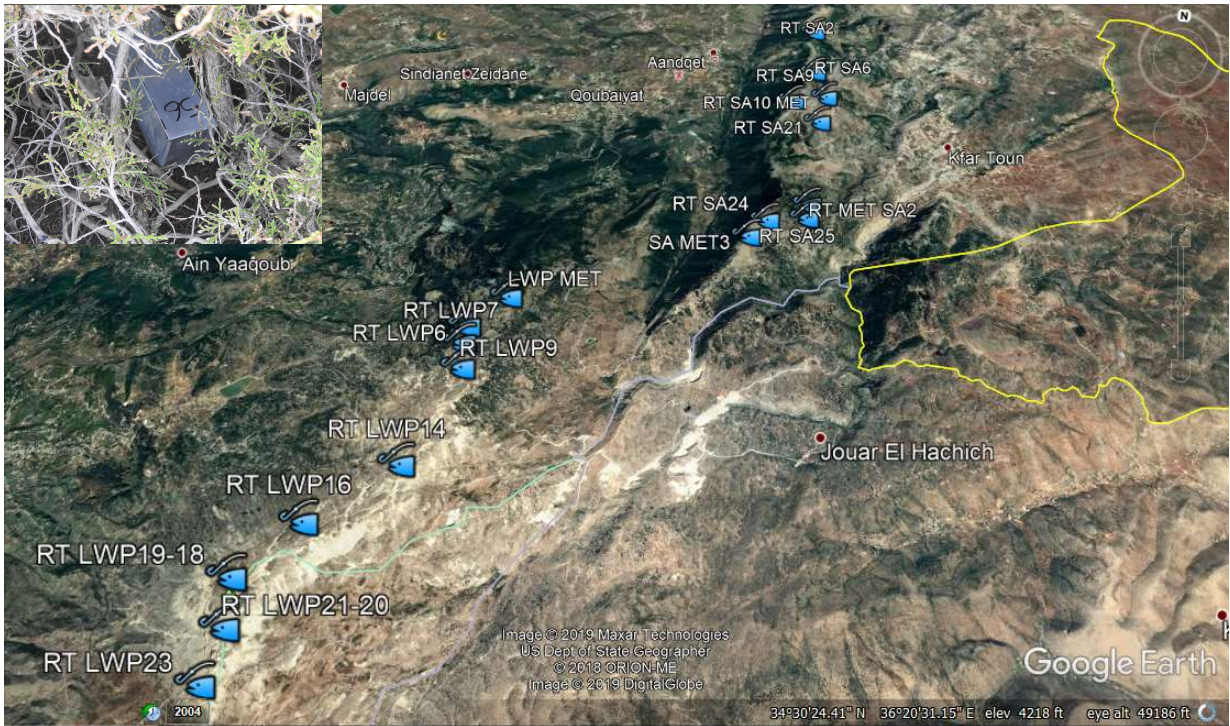 N
RT SA2
Aandqet
Sindianet Zeidane
RT SA9
RT SA6
Majdel
Qoubaiyat
RT SA10 MET
RT SA21
Kfar Toun
RT SA24
RT MET SA2
SA MET3
RT SA25
Ain Yaaqoub
LWP MET
RT LWP7
RT LWP6
RT LWP9
RT LWP14
Jouar El Hachich
RT LWP16
RT LWP19-18
RT LWP21-20
Image © 2019 Maxar Technologies
US Dept of State Geographer
© 2018 ORION-ME
Image © 2019 DigitalGlobe
RT LWP23
Google Earth
2004
34°30'24.41" N 36°20'31.15" E elev 4218 ft eye alt 49186 ft